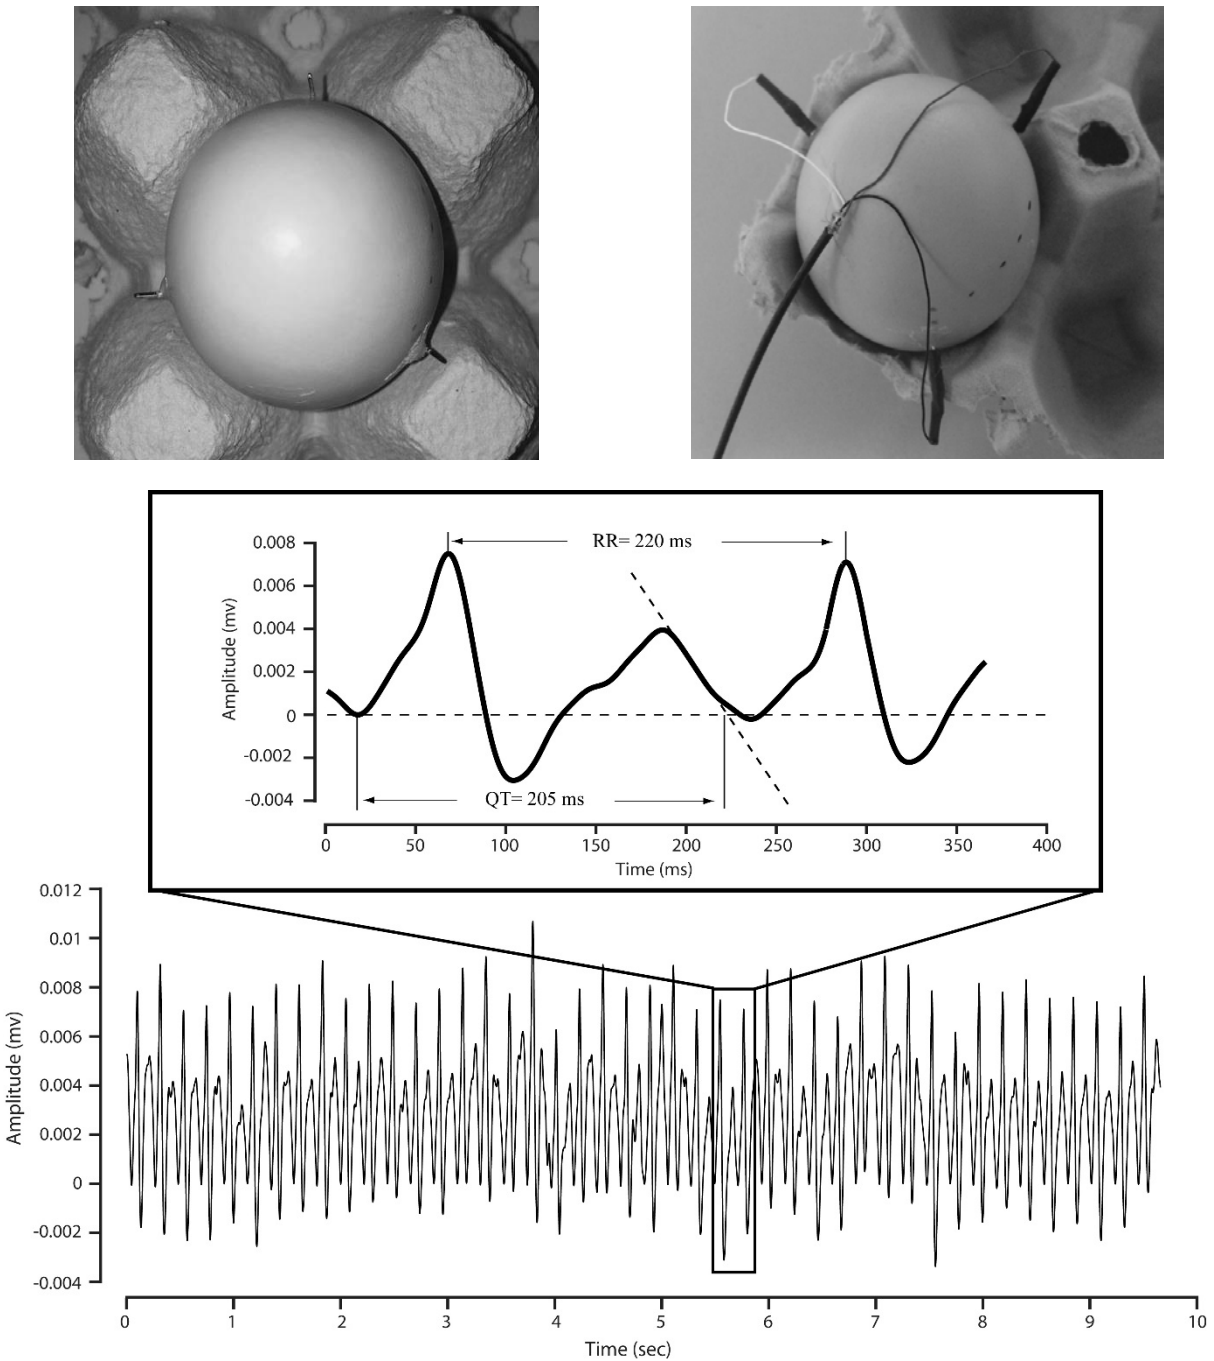 0.008
0.006
0.004
0.002
0
-0.002
-0.004
Amplitude (mv)
RR= 220 ms
QT= 205 ms
0 50 100 150 200 250 300 350 400
Time (ms)
0.012
0.01
0.008
0.006
0.004
0.002
0
-0.002
-0.004
Amplitude (mv)
0 1 2 3 4 5 6 7 8 9 10
Time (sec)